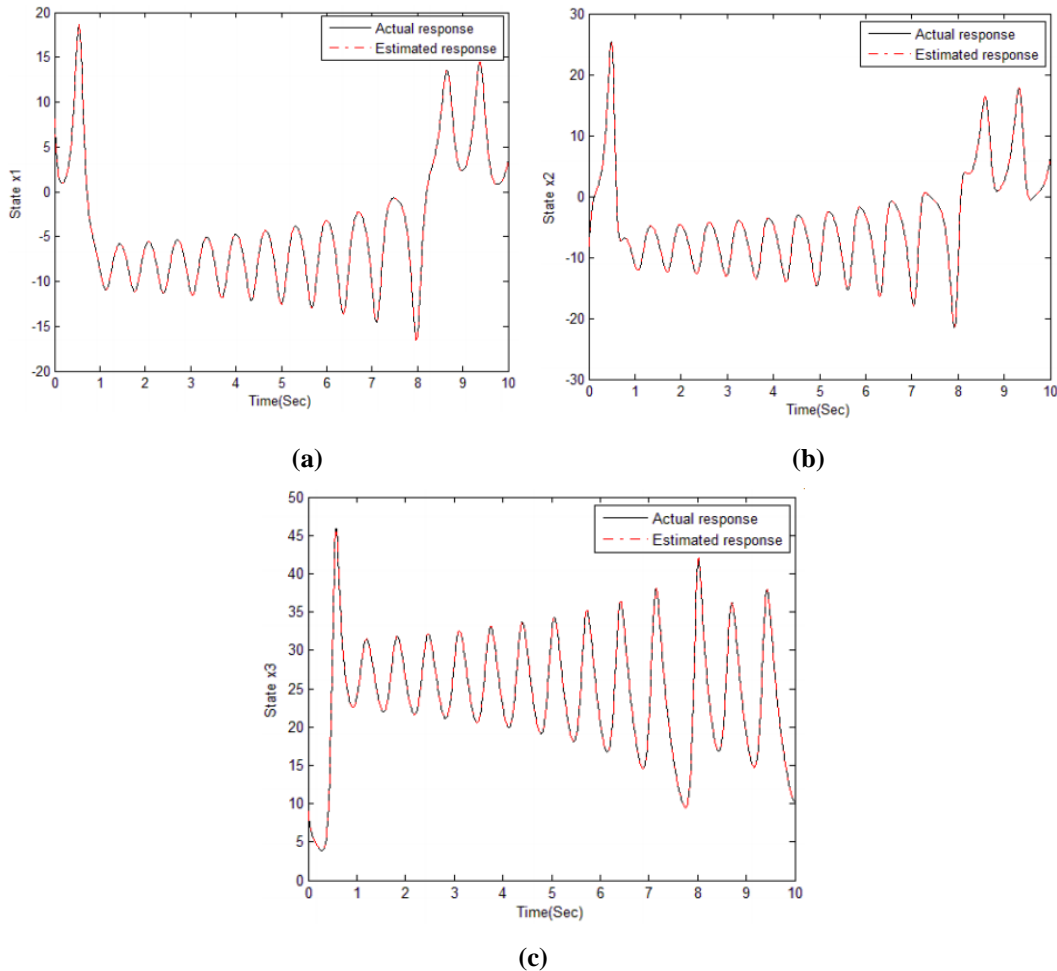 20
15
10
5
0
-5
-10
-15
-20
State x1
0 1 2 3 4 5 6 7 8 9 10
Time(Sec)
Actual response
Estimated response
(a)
30
20
10
0
-10
-20
-30
State x2
0 1 2 3 4 5 6 7 8 9 10
Time(Sec)
Actual response
Estimated response
(b)
50
45
40
35
30
25
20
15
10
5
0
State x3
0 1 2 3 4 5 6 7 8 9 10
Time(Sec)
Actual response
Estimated response
(c)